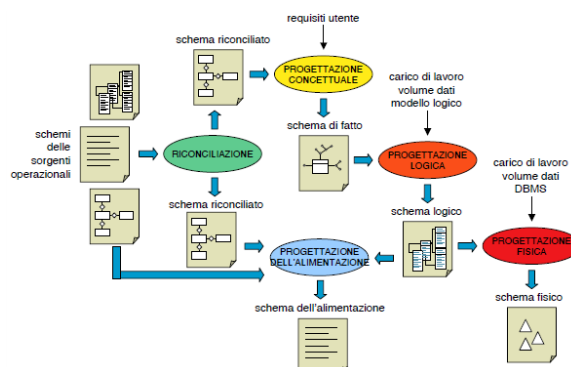 requisiti utente
schema riconciliato
PROGETTAZIONE
CONCETTUALE
carico di lavoro
volume dati
modello logico
schemi
delle
sorgenti
operazionali
RICONCILIAZIONE
schema di fatto
PROGETTAZIONE
LOGICA
carico di lavoro
volume dati
DBMS
schema riconciliato
schema logico
PROGETTAZIONE
DELL'ALIMENTAZIONE
PROGETTAZIONE
FISICA
schema dell'alimentazione
schema fisico